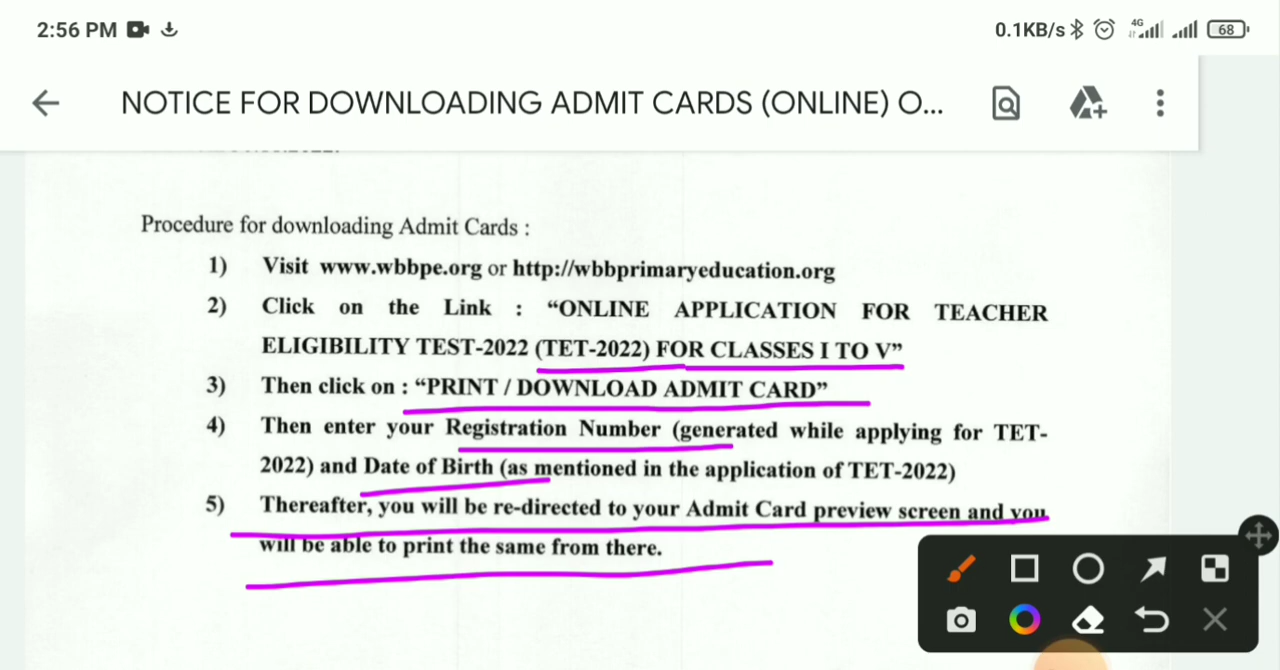 2:56 PM
0.1KB/s 4G 68
NOTICE FOR DOWNLOADING ADMIT CARDS (ONLINE) O...
Procedure for downloading Admit Cards :
1) Visit www.wbbpe.org or http://wbbprimaryeducation.org
2) Click on the Link : “ONLINE APPLICATION FOR TEACHER
ELIGIBILITY TEST-2022 (TET-2022) FOR CLASSES I TO V”
3) Then click on : “PRINT / DOWNLOAD ADMIT CARD”
4) Then enter your Registration Number (generated while applying for TET-
2022) and Date of Birth (as mentioned in the application of TET-2022)
5) Thereafter, you will be re-directed to your Admit Card preview screen and you
will be able to print the same from there.